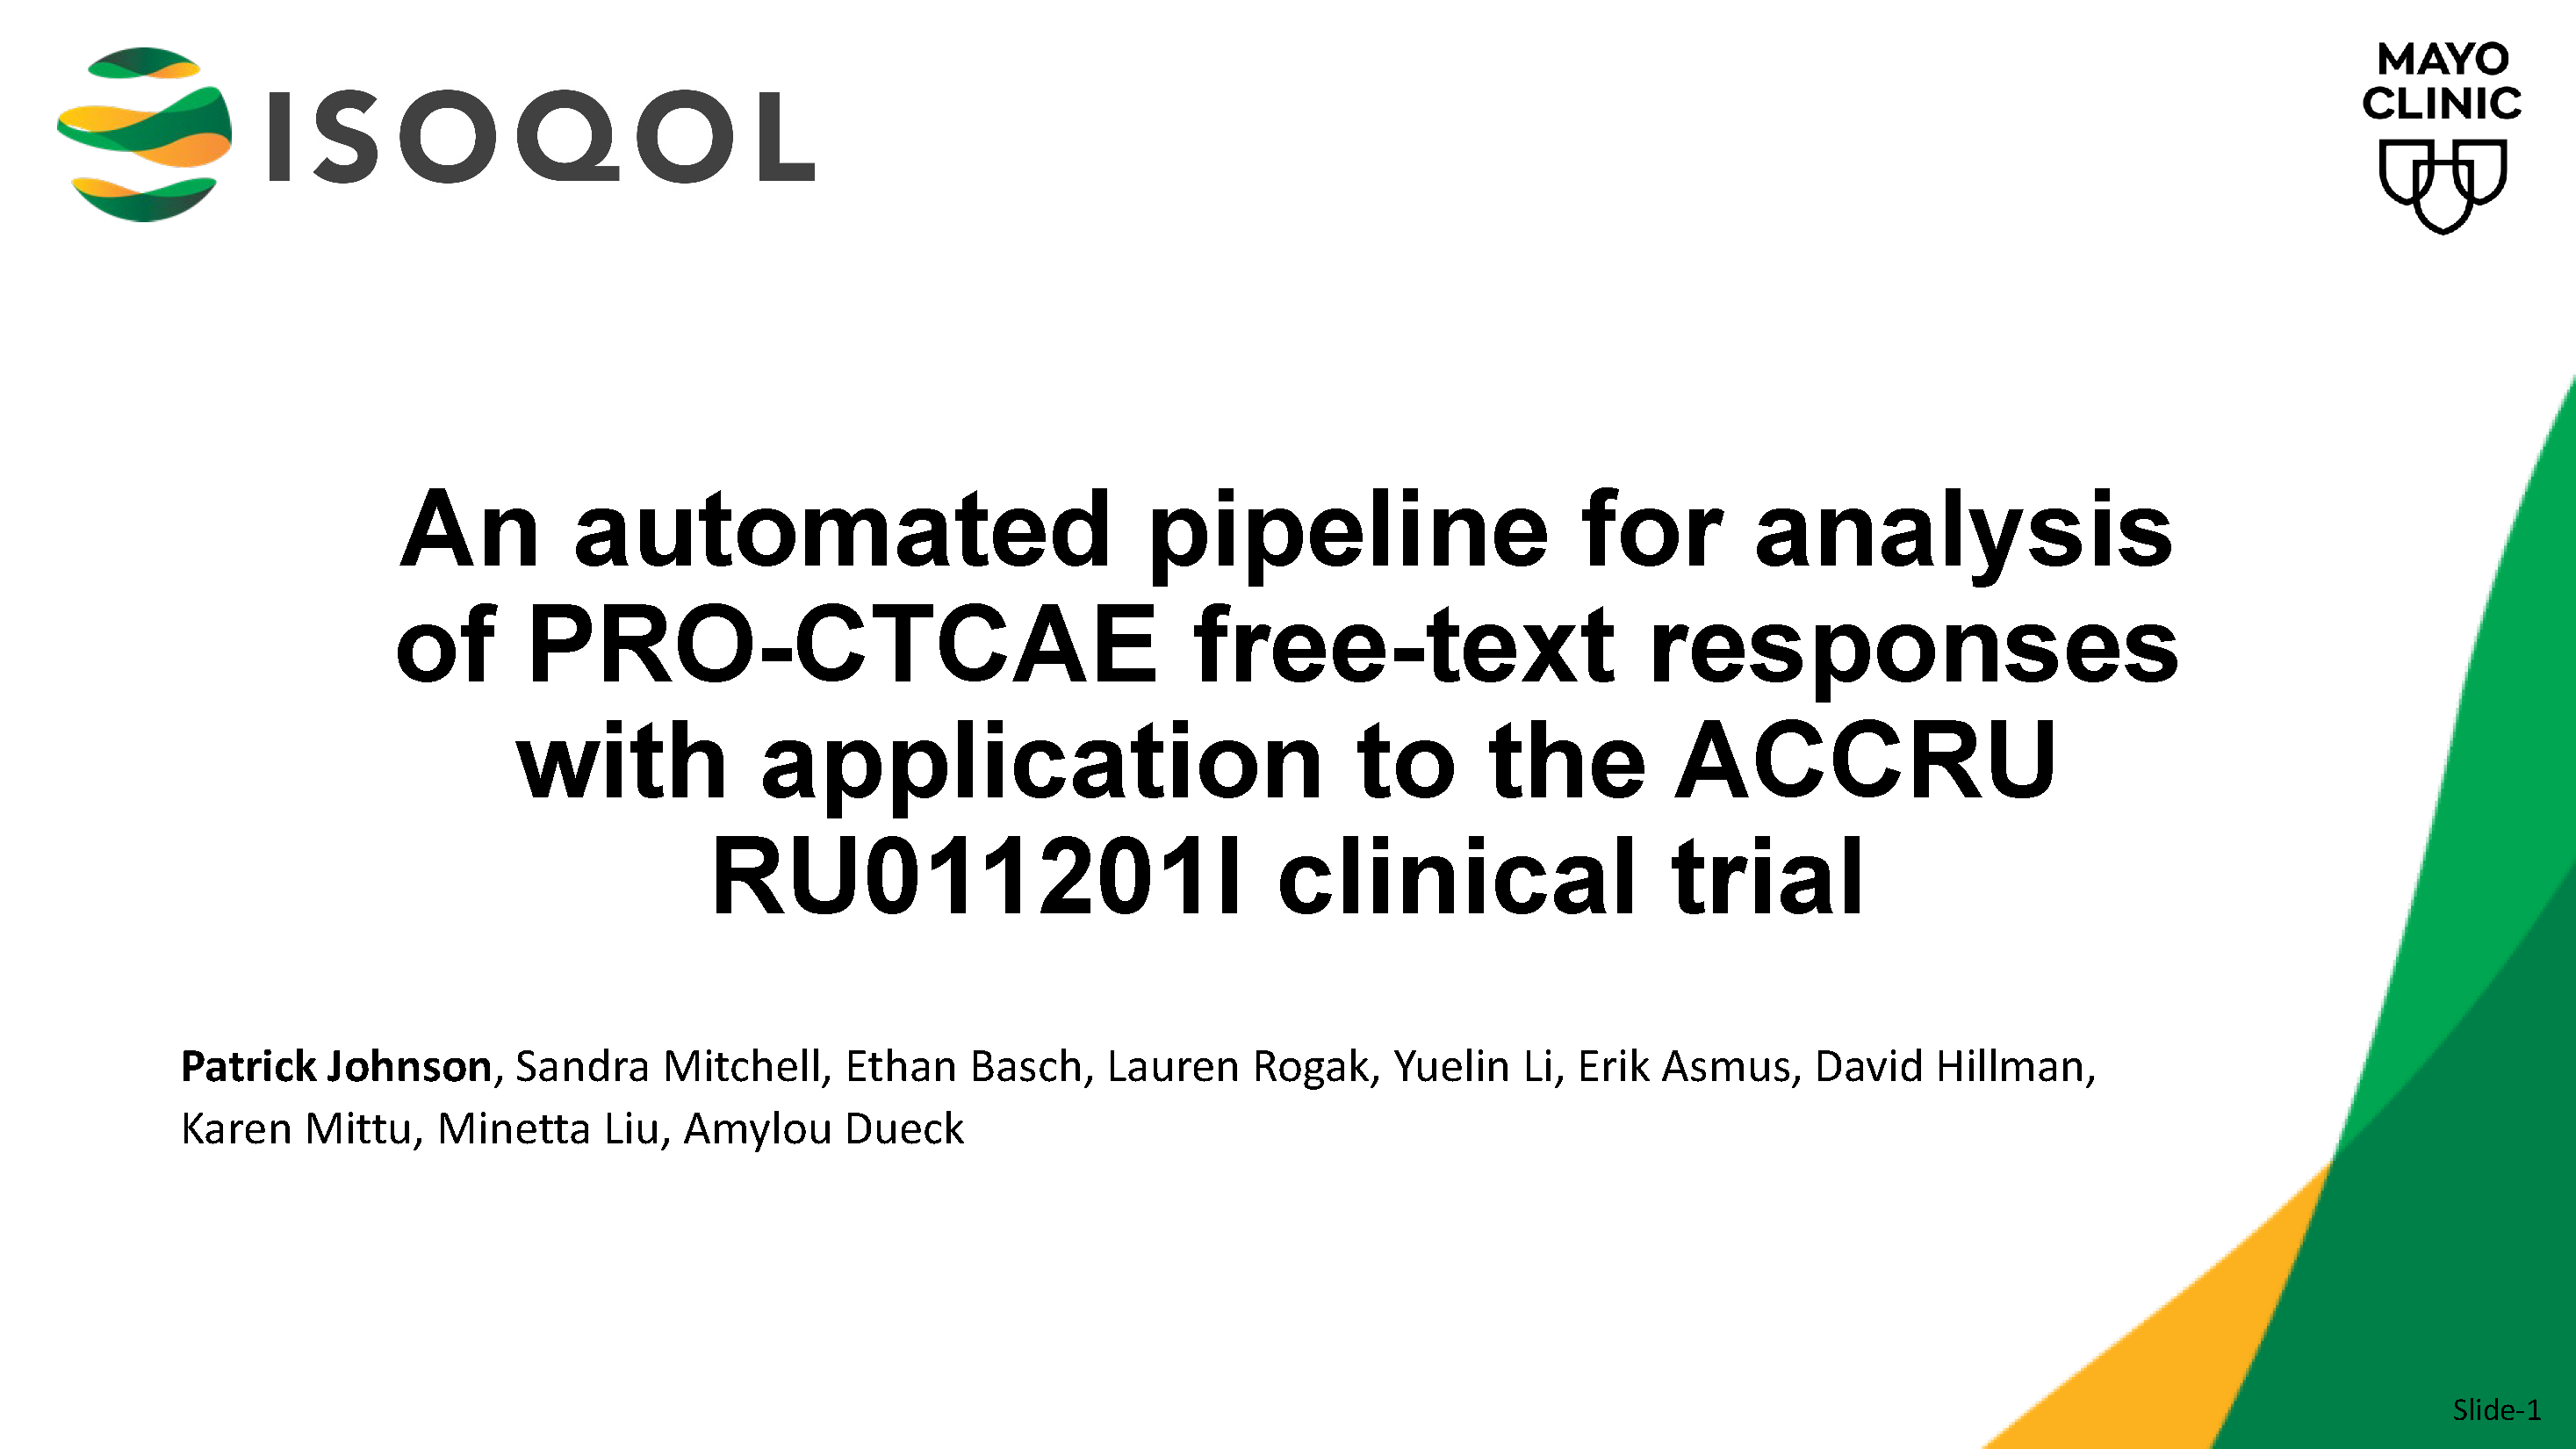 ISOQOL
MAYO
CLINIC
An automated pipeline for analysis
of PRO-CTCAE free-text responses
with application to the ACCRU
RU011201I clinical trial
Patrick Johnson, Sandra Mitchell, Ethan Basch, Lauren Rogak, Yuelin Li, Erik Asmus, David Hillman,
Karen Mittu, Minetta Liu, Amylou Dueck
Slide-1